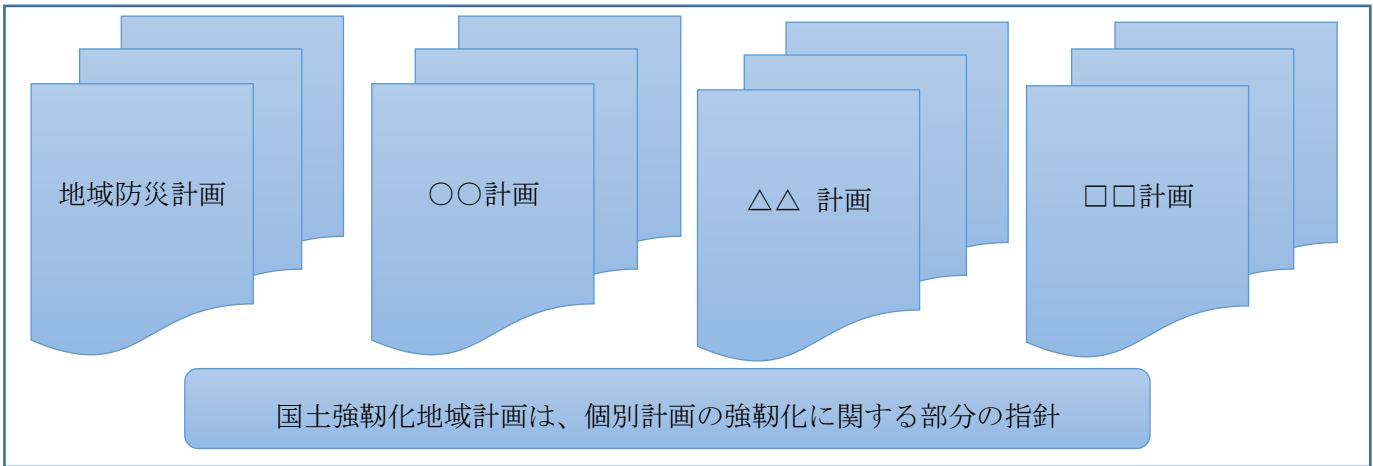 地域防災計画
○○計画
△△ 計画
□□計画
国土強靭化地域計画は、個別計画の強靭化に関する部分の指針